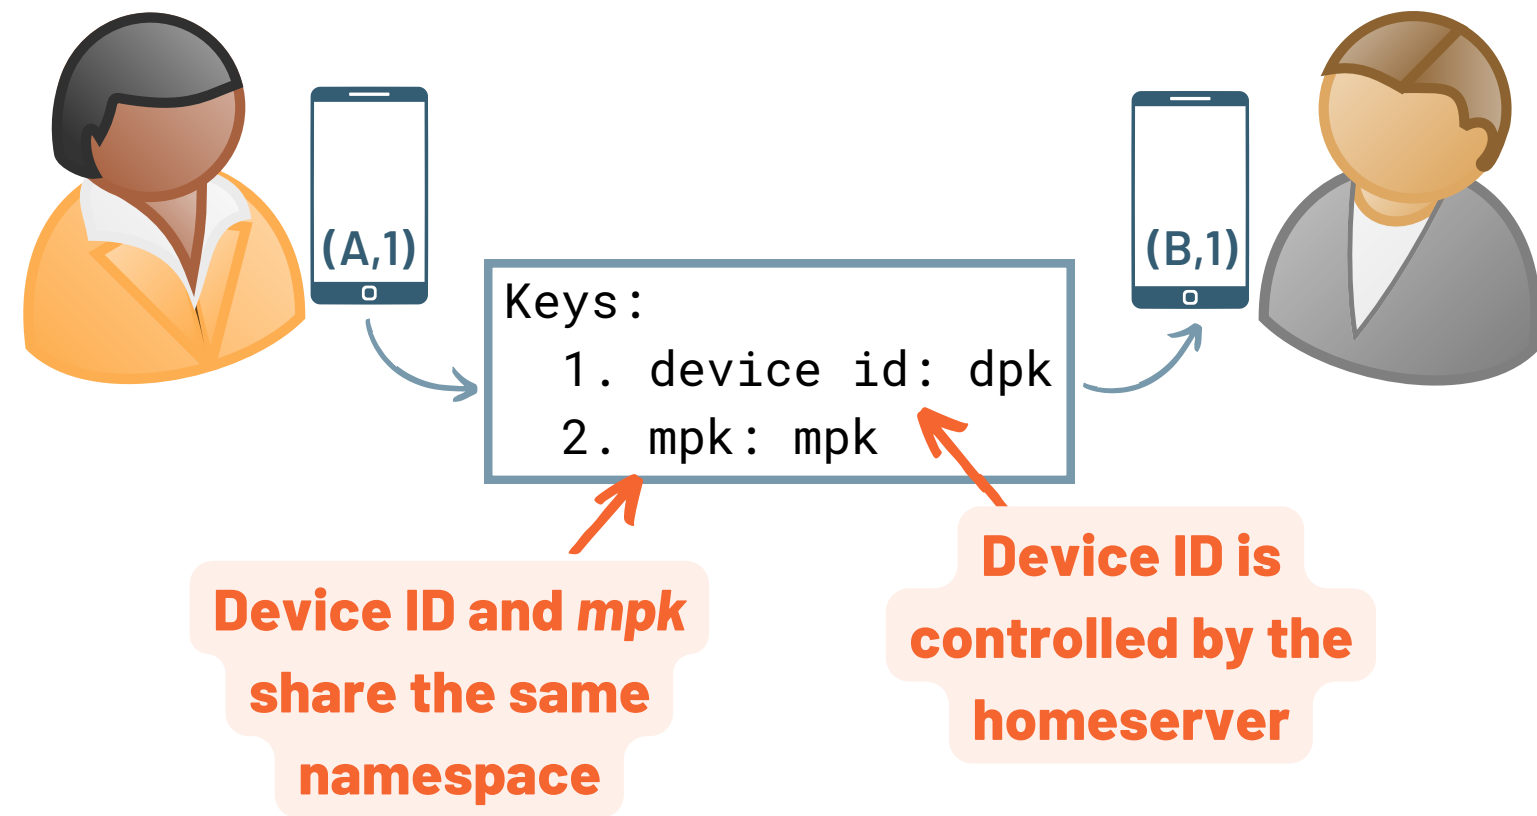 (A,1)
(B,1)
Keys:
1. device id: dpk
2. mpk: mpk
Device ID and mpk
share the same
namespace
Device ID is
controlled by the
homeserver